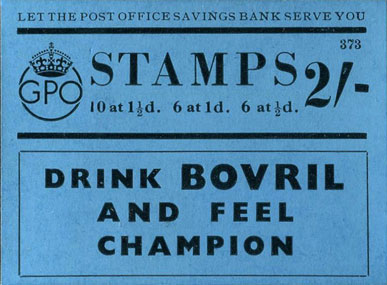 LET THE POST OFFICE SAVINGS BANK SERVE YOU
373
GPO
STAMPS 2/-
10 at 1½d. 6 at 1d. 6 at ½d.
DRINK BOVRIL
AND FEEL
CHAMPION